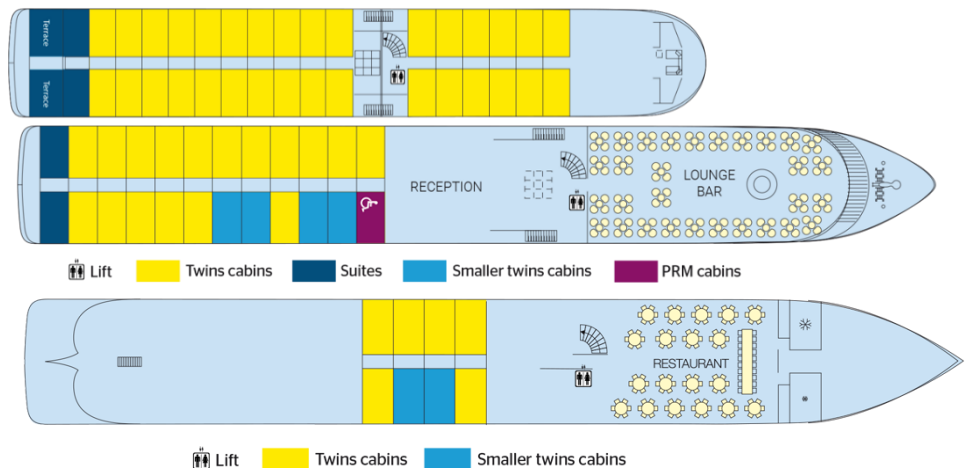 Terrace
Terrace
RECEPTION
LOUNGE
BAR
Lift
Twins cabins
Suites
Smaller twins cabins
PRM cabins
RESTAURANT
Lift
Twins cabins
Smaller twins cabins